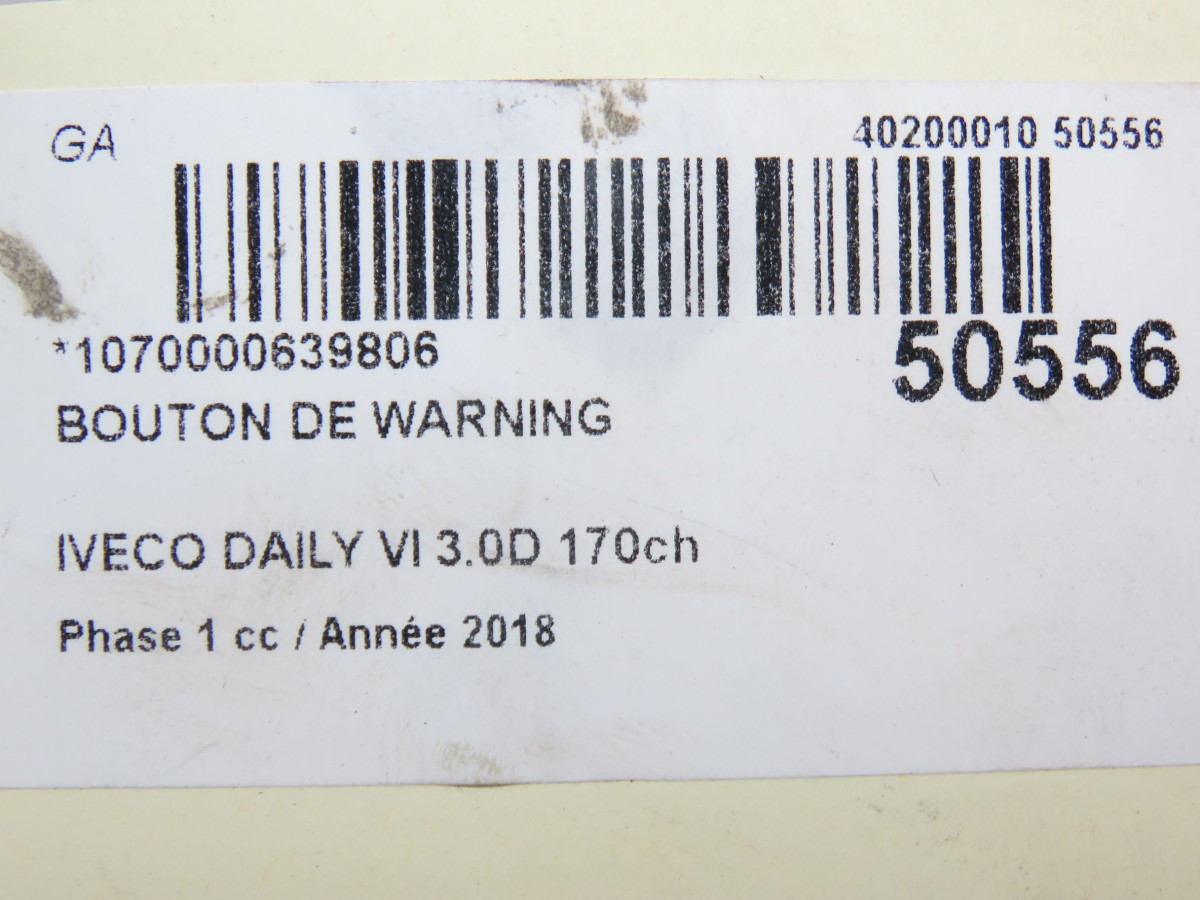 GA
40200010 50556
*1070000639806
50556
BOUTON DE WARNING
IVECO DAILY VI 3.0D 170ch
Phase 1 cc / Année 2018